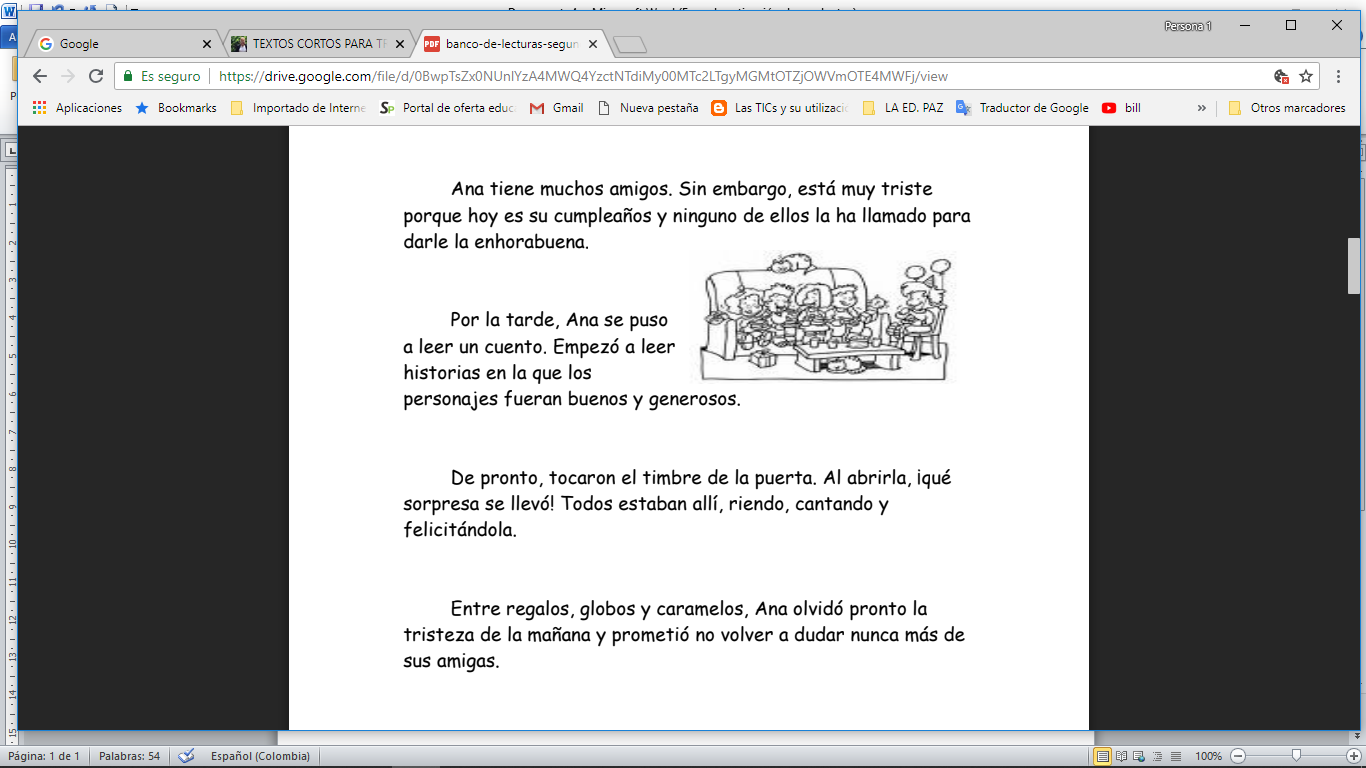 Persona 1
Google
TEXTOS CORTOS PARA TR
PDF banco-de-lecturas-segun
Es seguro
https://drive.google.com/file/d/0BwpTsZx0NUnlYzA4MWQ4YzctNTdiMy00MTc2LTgyMGMtOTZjOWVmOTE4MWFj/view
Aplicaciones Bookmarks Importado de Interne Portal de oferta educ Gmail Nueva pestaña Las TICs y su utilizació LA ED. PAZ Traductor de Google bill » Otros marcadores
Ana tiene muchos amigos. Sin embargo, está muy triste
porque hoy es su cumpleaños y ninguno de ellos la ha llamado para
darle la enhorabuena.
Por la tarde, Ana se puso
a leer un cuento. Empezó a leer
historias en la que los
personajes fueran buenos y generosos.
De pronto, tocaron el timbre de la puerta. Al abrirla, ¡qué
sorpresa se llevó! Todos estaban allí, riendo, cantando y
felicitándola.
Entre regalos, globos y caramelos, Ana olvidó pronto la
tristeza de la mañana y prometió no volver a dudar nunca más de
sus amigas.
Página: 1 de 1 Palabras: 54 Español (Colombia) 100%